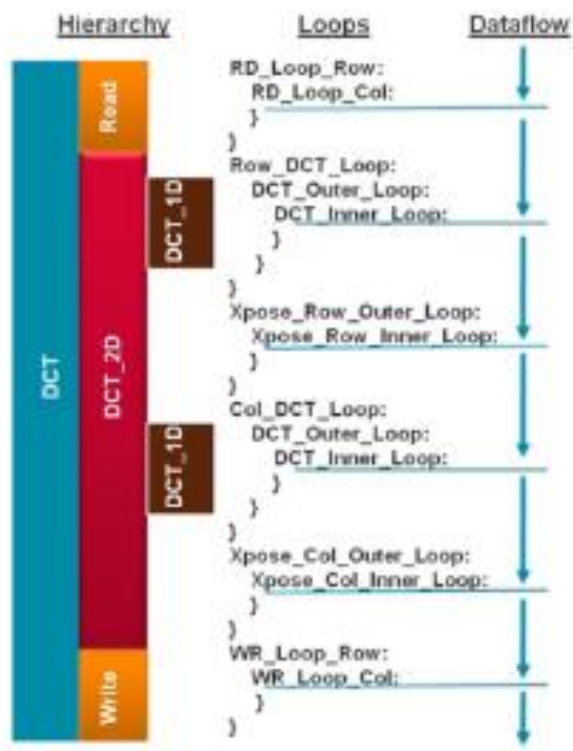 Hierarchy Loops Dataflow
DCT
Read
DCT_2D
DCT_1D
DCT_1D
Write
RD_Loop_Row:
RD_Loop_Col:
}
}
Row_DCT_Loop:
DCT_Outer_Loop:
DCT_Inner_Loop:
}
}
}
Xpose_Row_Outer_Loop:
Xpose_Row_Inner_Loop:
}
}
Col_DCT_Loop:
DCT_Outer_Loop:
DCT_Inner_Loop:
}
}
}
Xpose_Col_Outer_Loop:
Xpose_Col_Inner_Loop:
}
}
WR_Loop_Row:
WR_Loop_Col:
}
}